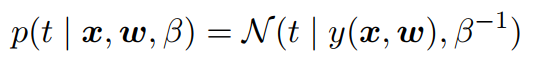 p(t | x, w, β) = 𝒩(t | y(x, w), β⁻¹)